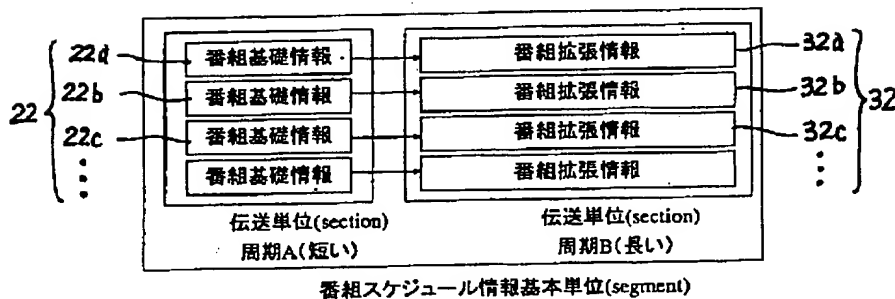 22a 番組基礎情報 番組拡張情報 32a
22 22b 番組基礎情報 番組拡張情報 32b 32
22c 番組基礎情報 番組拡張情報 32c
番組基礎情報 番組拡張情報
伝送単位(section) 伝送単位(section)
周期A(短い) 周期B(長い)
番組スケジュール情報基本単位(segment)